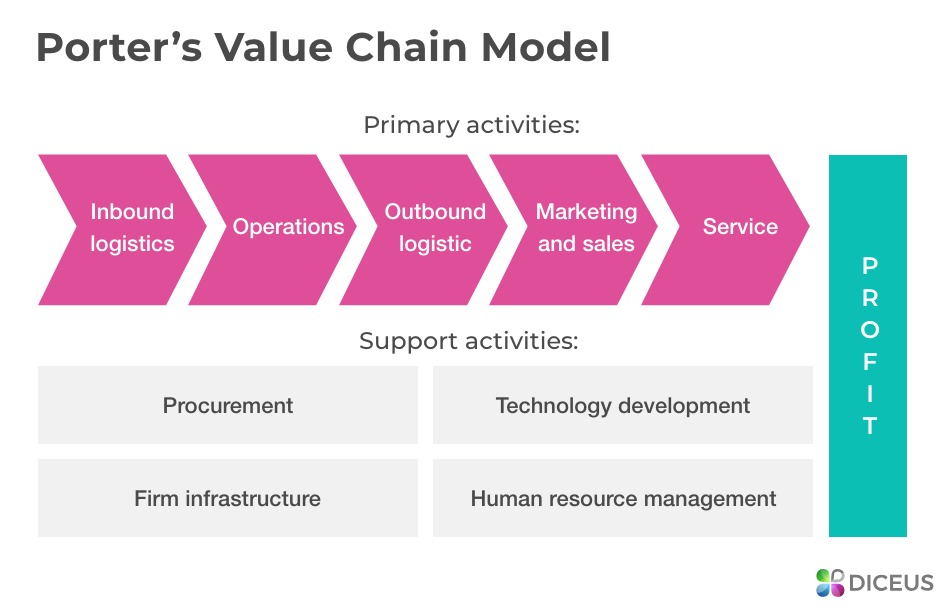 Porter’s Value Chain Model
Primary activities:
Inbound
logistics
Operations
Outbound
logistic
Marketing
and sales
Service
Support activities:
Procurement
Technology development
Firm infrastructure
Human resource management
P
R
O
F
I
T
DICEUS